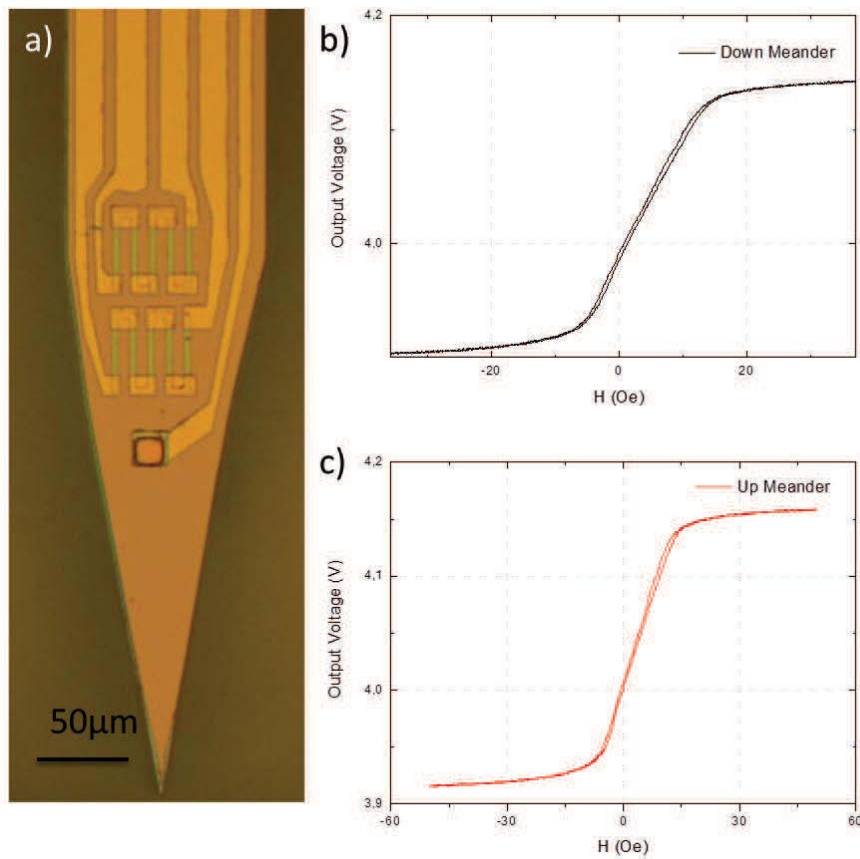 a)
50µm
b)
Down Meander
4,2
4,0
Output Voltage (V)
-20
0
20
H (Oe)
c)
Up Meander
4,2
4,1
4,0
3,9
Output Voltage (V)
-60
-30
0
30
60
H (Oe)